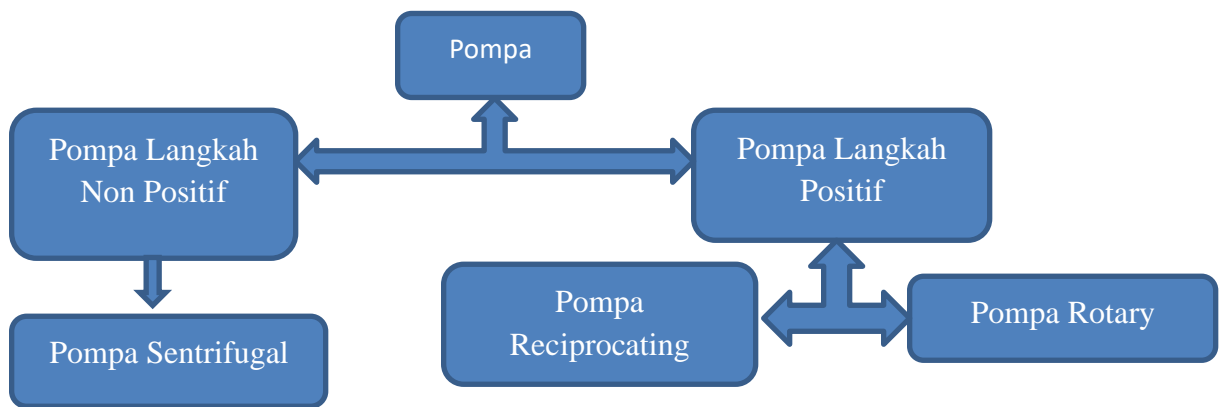 Pompa
Pompa Langkah
Non Positif
Pompa Langkah
Positif
Pompa Sentrifugal
Pompa
Reciprocating
Pompa Rotary